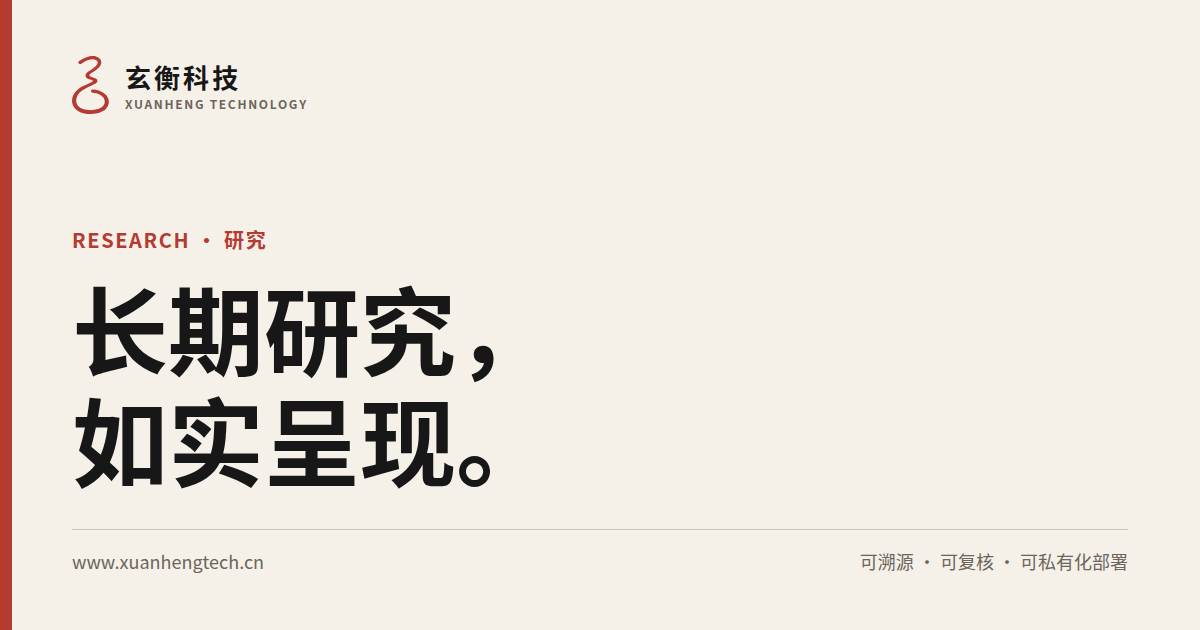 玄衡科技
XUANHENG TECHNOLOGY
RESEARCH · 研究
长期研究，
如实呈现。
www.xuanhengtech.cn
可溯源 · 可复核 · 可私有化部署